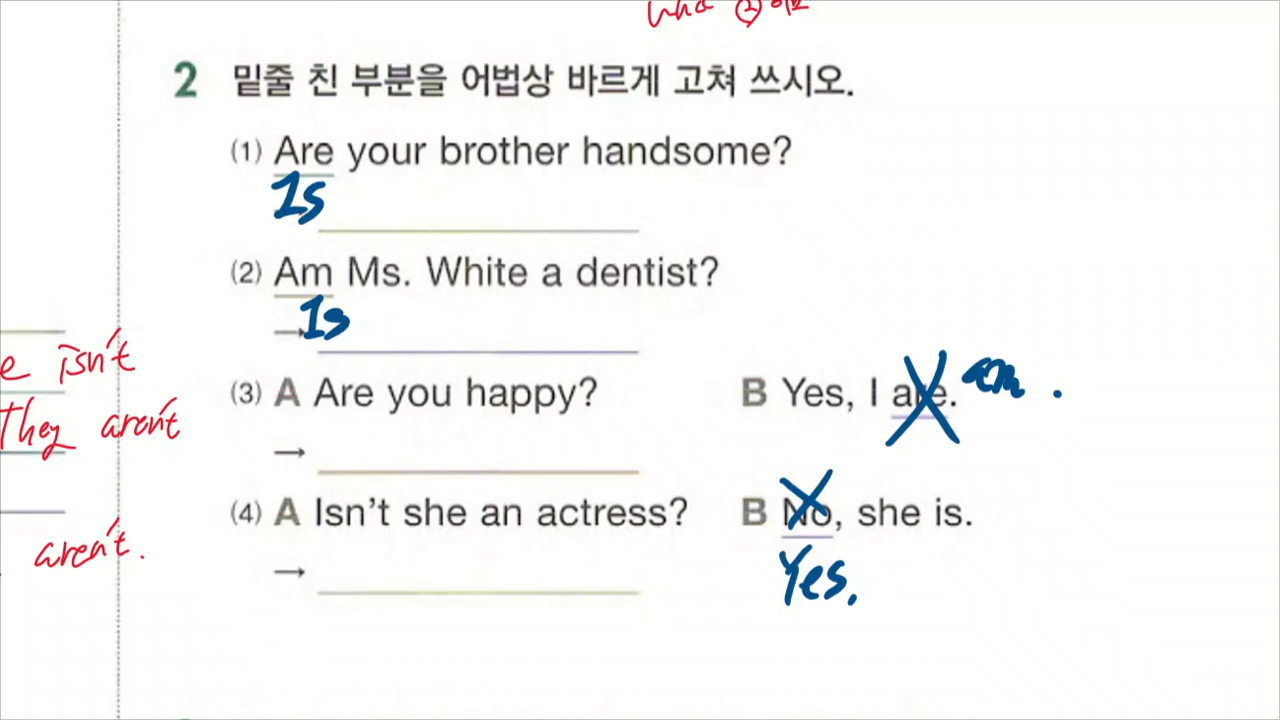 2 밑줄 친 부분을 어법상 바르게 고쳐 쓰시오.
(1) Are your brother handsome?
Is
(2) Am Ms. White a dentist?
→ Is
(3) A Are you happy? B Yes, I are. am.
→
(4) A Isn't she an actress? B No, she is.
→ Yes.
e isn't
They aren't
aren't.